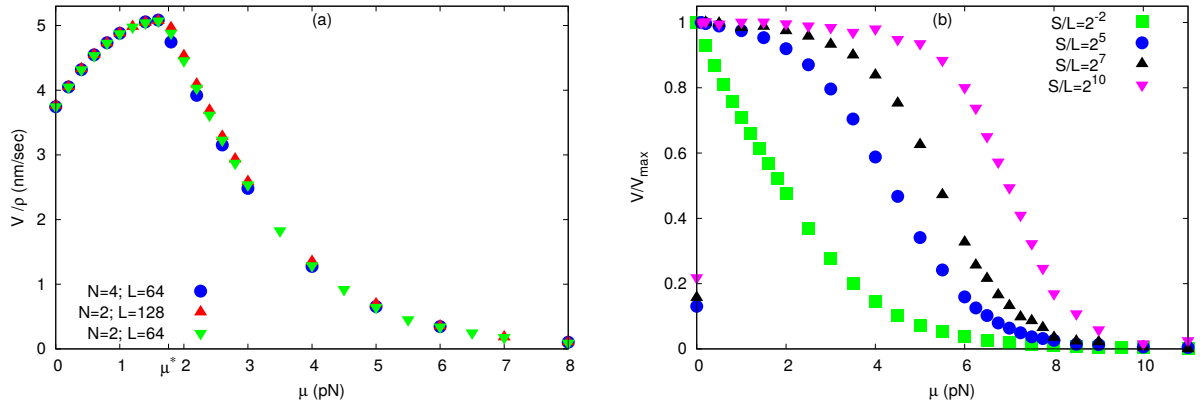 (a)
V /ρ (nm/sec)
5
4
3
2
1
0
N=4; L=64
N=2; L=128
N=2; L=64
0 1 μ* 2 3 4 5 6 7 8
μ (pN)
(b)
V/Vmax
1
0.8
0.6
0.4
0.2
0
S/L=2^-2
S/L=2^5
S/L=2^7
S/L=2^10
0 2 4 6 8 10
μ (pN)